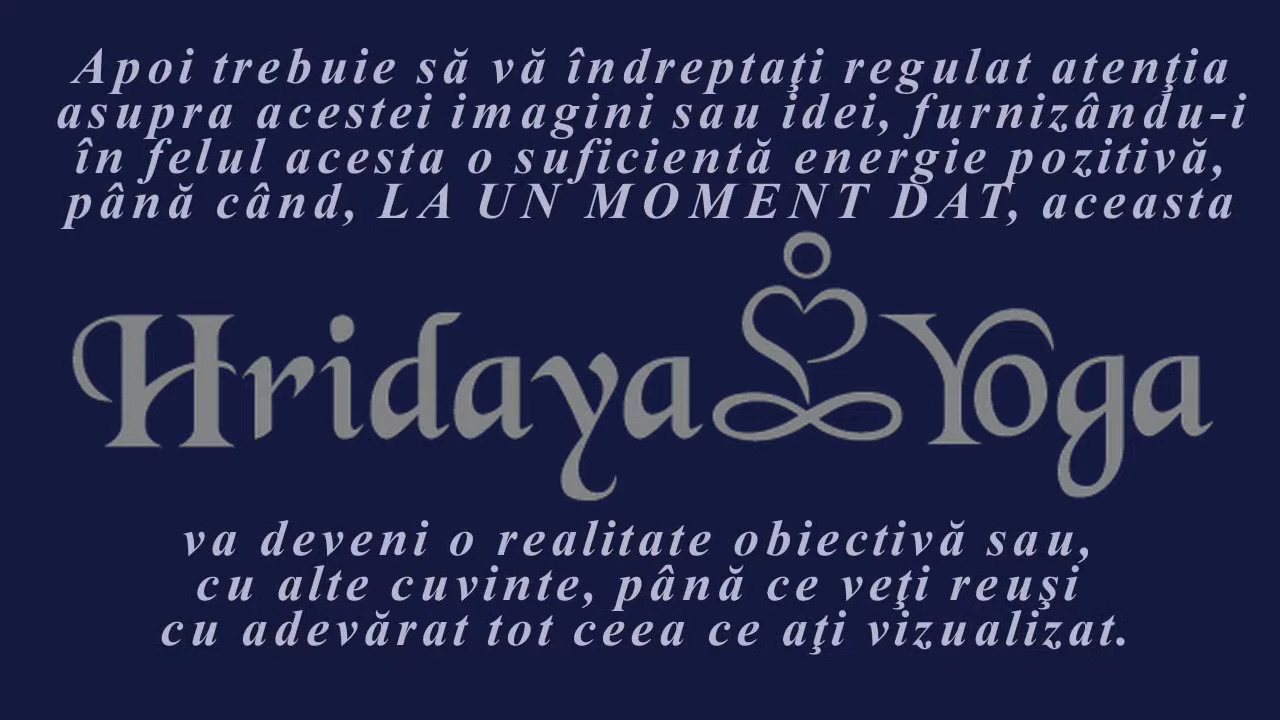 Apoi trebuie să vă îndreptaţi regulat atenţia
asupra acestei imagini sau idei, furnizându-i
în felul acesta o suficientă energie pozitivă,
până când, LA UN MOMENT DAT, aceasta
Hridaya Yoga
va deveni o realitate obiectivă sau,
cu alte cuvinte, până ce veţi reuşi
cu adevărat tot ceea ce aţi vizualizat.